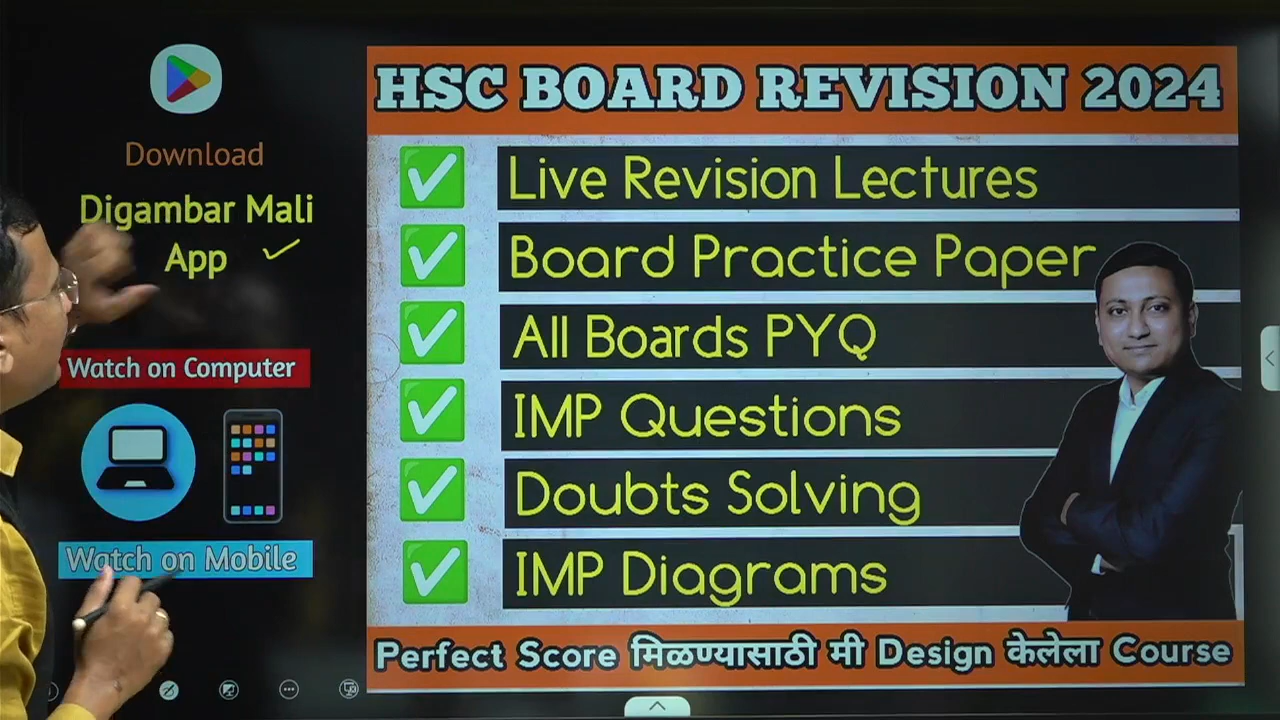 Download
Digambar Mali
App
Watch on Computer
Watch on Mobile
HSC BOARD REVISION 2024
Live Revision Lectures
Board Practice Paper
All Boards PYQ
IMP Questions
Doubts Solving
IMP Diagrams
Perfect Score मिळण्यासाठी मी Design केलेला Course